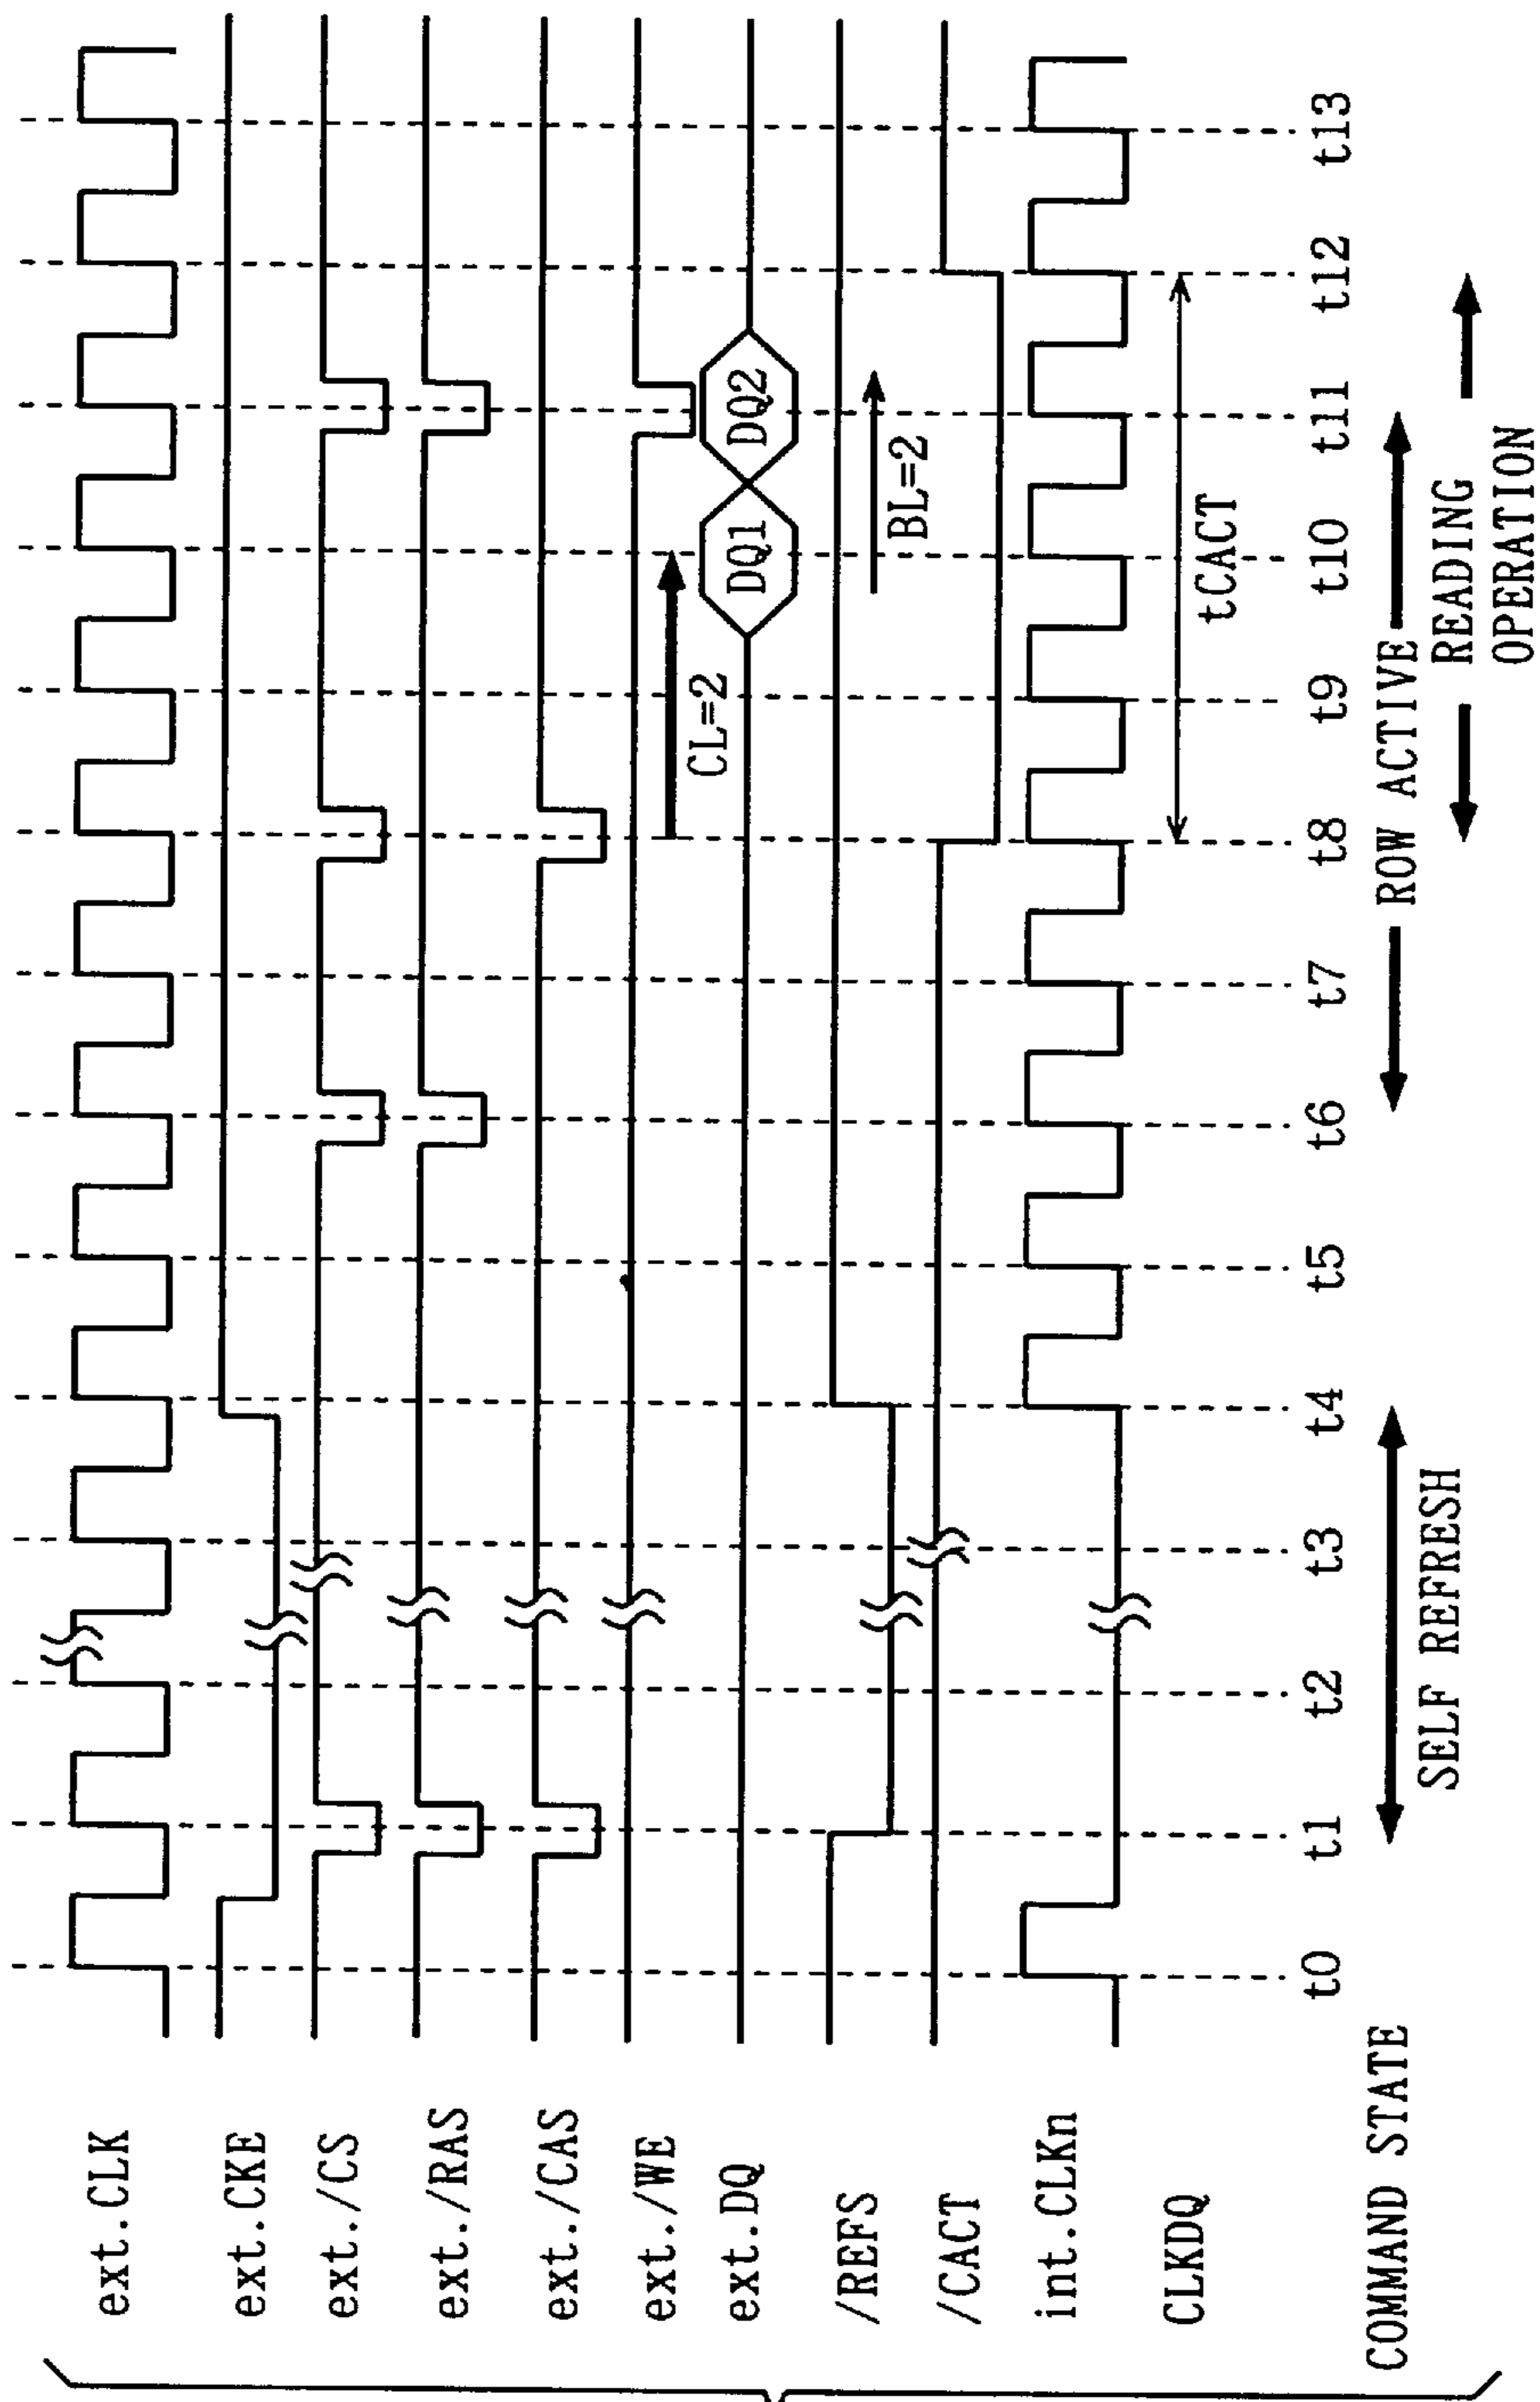 ext.CLK
ext.CKE
ext./CS
ext./RAS
ext./CAS
ext./WE
ext.DQ
/REFS
/CACT
int.CLKn
CLKDQ
COMMAND STATE
CL=2
DQ1
DQ2
BL=2
tCACT
t0
t1
t2
t3
t4
t5
t6
t7
t8
t9
t10
t11
t12
t13
SELF REFRESH
ROW ACTIVE
READING
OPERATION